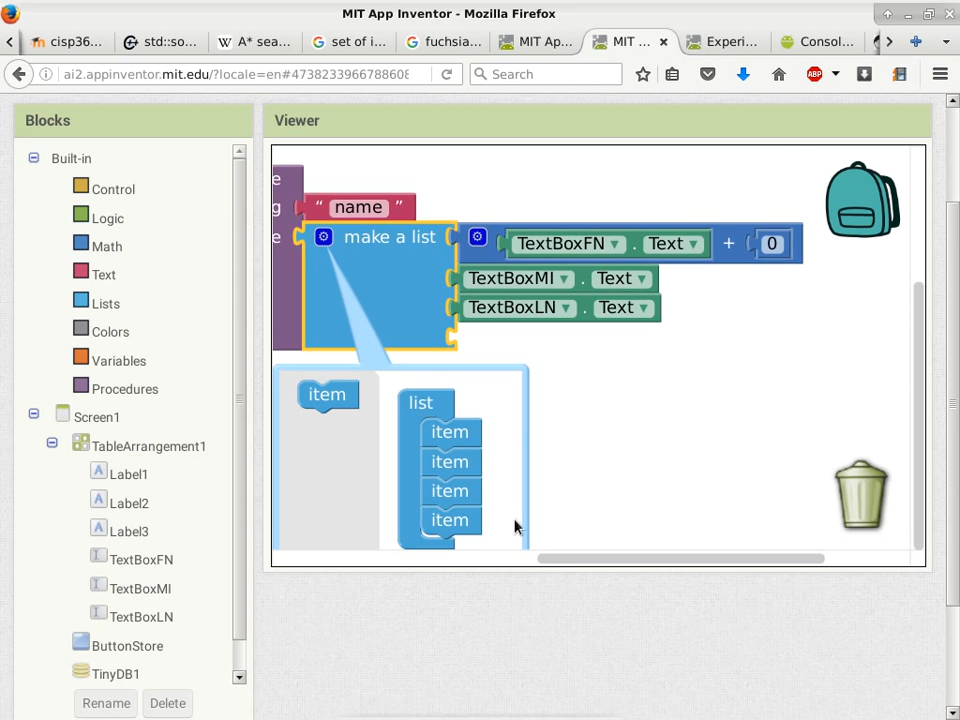 MIT App Inventor - Mozilla Firefox
cisp36... std::so... W A* sea... G set of i... G fuchsia... MIT Ap... MIT ... Experi... Consol...
ai2.appinventor.mit.edu/?locale=en#4738233966788608
Search
ABP
Blocks
Viewer
Built-in
Control
Logic
Math
Text
Lists
Colors
Variables
Procedures
Screen1
TableArrangement1
A Label1
A Label2
A Label3
TextBoxFN
TextBoxMI
TextBoxLN
ButtonStore
TinyDB1
Rename Delete
e
g “ name ”
e make a list TextBoxFN . Text + 0
TextBoxMI . Text
TextBoxLN . Text
item
list
item
item
item
item